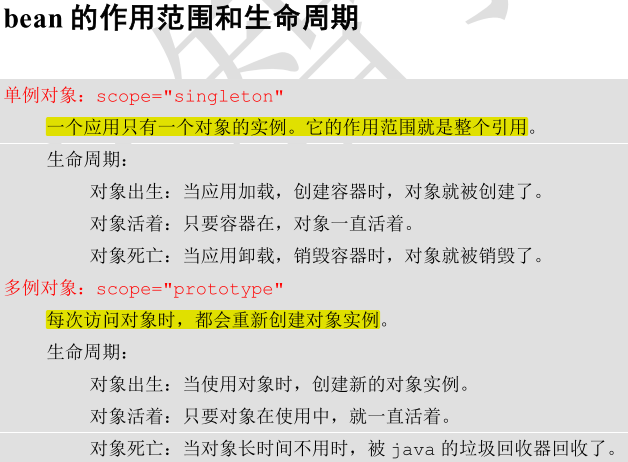 bean 的作用范围和生命周期
单例对象：scope="singleton"
一个应用只有一个对象的实例。它的作用范围就是整个引用。
生命周期：
对象出生：当应用加载，创建容器时，对象就被创建了。
对象活着：只要容器在，对象一直活着。
对象死亡：当应用卸载，销毁容器时，对象就被销毁了。
多例对象：scope="prototype"
每次访问对象时，都会重新创建对象实例。
生命周期：
对象出生：当使用对象时，创建新的对象实例。
对象活着：只要对象在使用中，就一直活着。
对象死亡：当对象长时间不用时，被 java 的垃圾回收器回收了。